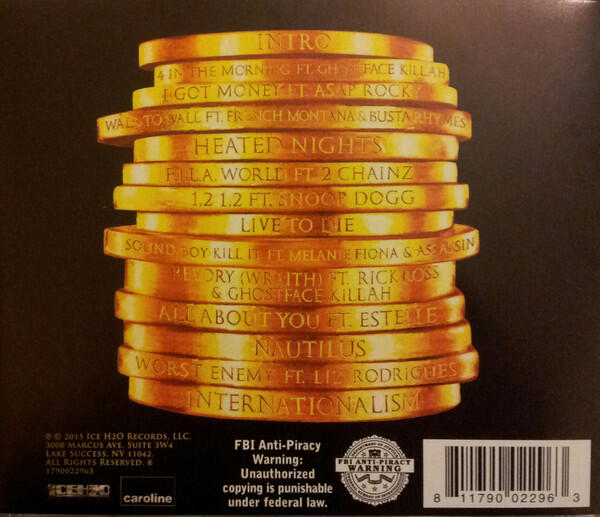 INTRO
4 IN THE MORNING FT. GHOSTFACE KILLAH
I GOT MONEY FT. ASAP ROCKY
WALL TO WALL FT. FRENCH MONTANA & BUSTA RHYMES
HEATED NIGHTS
F.I.L.A. WORLD FT. 2 CHAINZ
1,2 1,2 FT. SNOOP DOGG
LIVE TO DIE
SOUND BOY KILL IT FT. MELANIE FIONA & ASSASSIN
REVORY (WRAITH) FT. RICK ROSS
& GHOSTFACE KILLAH
ALL ABOUT YOU FT. ESTELLE
NAUTILUS
WORST ENEMY FT. LIZ RODRIGUES
INTERNATIONALISM
℗ © 2015 ICE H2O RECORDS, LLC.
3000 MARCUS AVE. SUITE 3W4
LAKE SUCCESS, NY 11042.
ALL RIGHTS RESERVED. ®
1790022963
ICEH2O
caroline
FBI Anti-Piracy
Warning:
Unauthorized
copying is punishable
under federal law.
FBI ANTI-PIRACY
WARNING
8 11790 02296 3